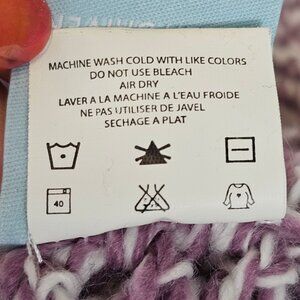 MACHINE WASH COLD WITH LIKE COLORS
DO NOT USE BLEACH
AIR DRY
LAVER A LA MACHINE A L'EAU FROIDE
NE PAS UTILISER DE JAVEL
SECHAGE A PLAT
40